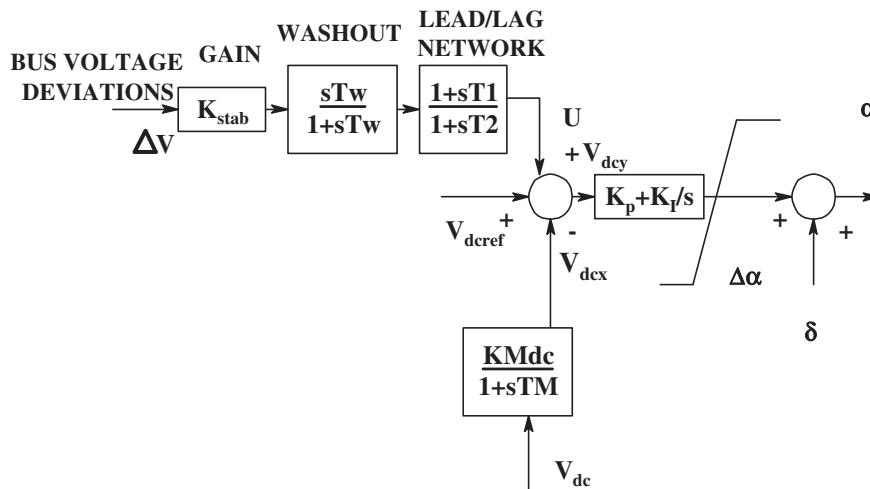 BUS VOLTAGE
DEVIATIONS
ΔV
GAIN
K_stab
WASHOUT
sTw
1+sTw
LEAD/LAG
NETWORK
1+sT1
1+sT2
U
+
V_dcy
V_dcref
+
-
V_dcx
K_p+K_I/s
Δα
+
+
α
δ
KMdc
1+sTM
V_dc